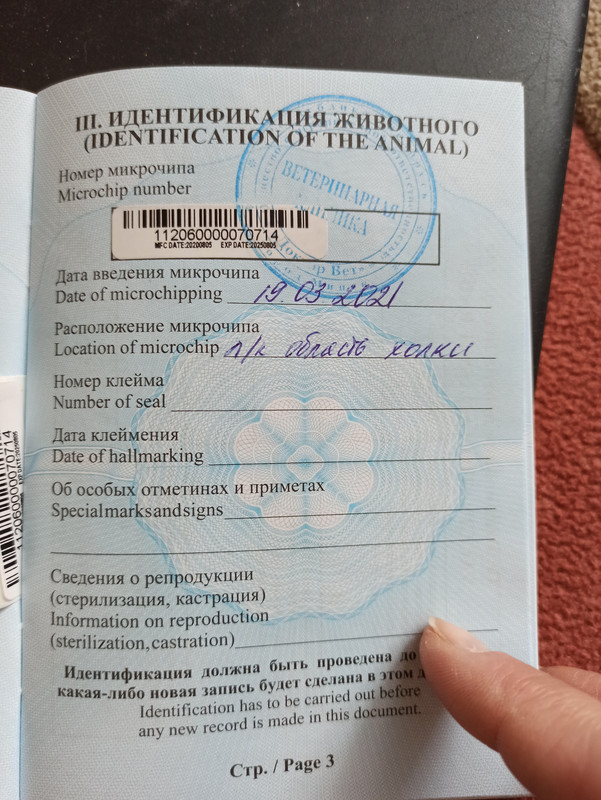 III. ИДЕНТИФИКАЦИЯ ЖИВОТНОГО
(IDENTIFICATION OF THE ANIMAL)
Номер микрочипа
Microchip number
ВЕТЕРИНАРНАЯ
112060000070714
MFC DATE:20200805 EXP DATE:20250805
Дата введения микрочипа
Date of microchipping 19.03 2021
Расположение микрочипа
Location of microchip п/к область холки
Номер клейма
Number of seal
Дата клеймения
Date of hallmarking
Об особых отметинах и приметах
Specialmarksandsigns
Сведения о репродукции
(стерилизация, кастрация)
Information on reproduction
(sterilization,castration)
Идентификация должна быть проведена до
какая-либо новая запись будет сделана в этом
Identification has to be carried out before
any new record is made in this document.
Стр. / Page 3
112060000070714